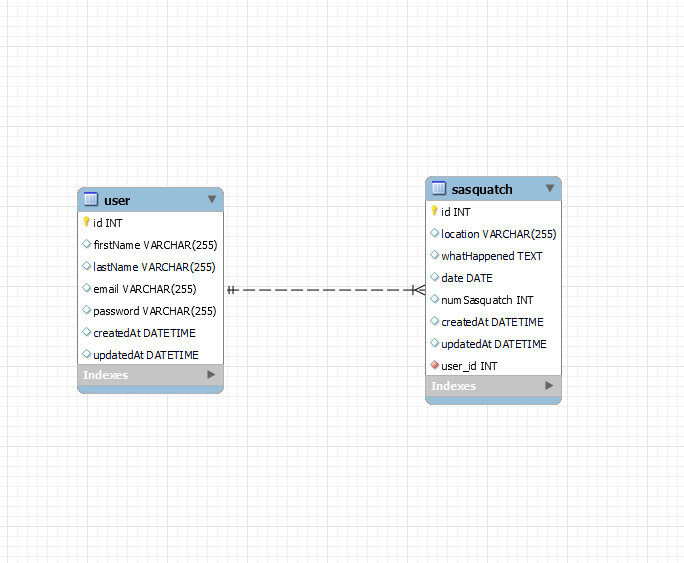 user
id INT
firstName VARCHAR(255)
lastName VARCHAR(255)
email VARCHAR(255)
password VARCHAR(255)
createdAt DATETIME
updatedAt DATETIME
Indexes
sasquatch
id INT
location VARCHAR(255)
whatHappened TEXT
date DATE
numSasquatch INT
createdAt DATETIME
updatedAt DATETIME
user_id INT
Indexes